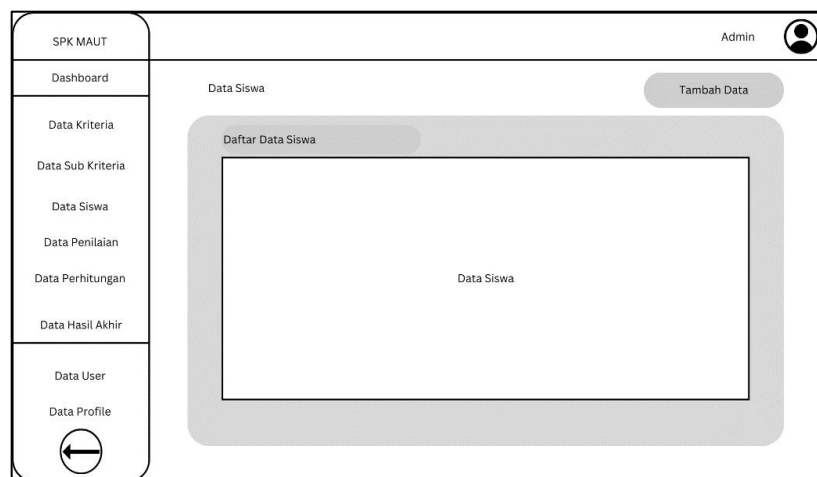 SPK MAUT
Admin
Dashboard
Data Siswa
Tambah Data
Data Kriteria
Daftar Data Siswa
Data Sub Kriteria
Data Siswa
Data Penilaian
Data Perhitungan
Data Siswa
Data Hasil Akhir
Data User
Data Profile